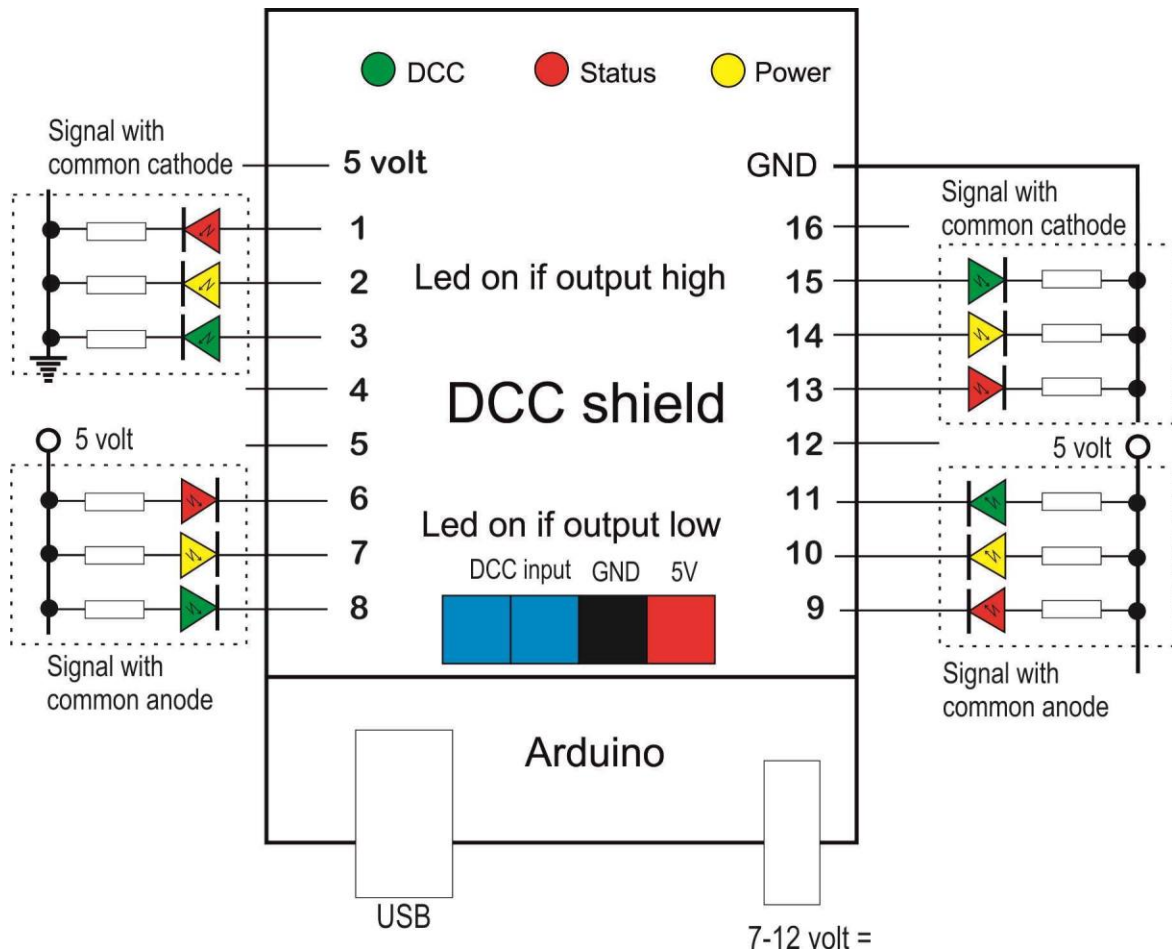 DCC
Status
Power
Signal with
common cathode
5 volt
GND
1
2
3
4
5
6
7
8
16
15
14
13
12
11
10
9
Led on if output high
Signal with
common cathode
DCC shield
5 volt
5 volt
Led on if output low
DCC input
GND
5V
Signal with
common anode
Signal with
common anode
Arduino
USB
7-12 volt =